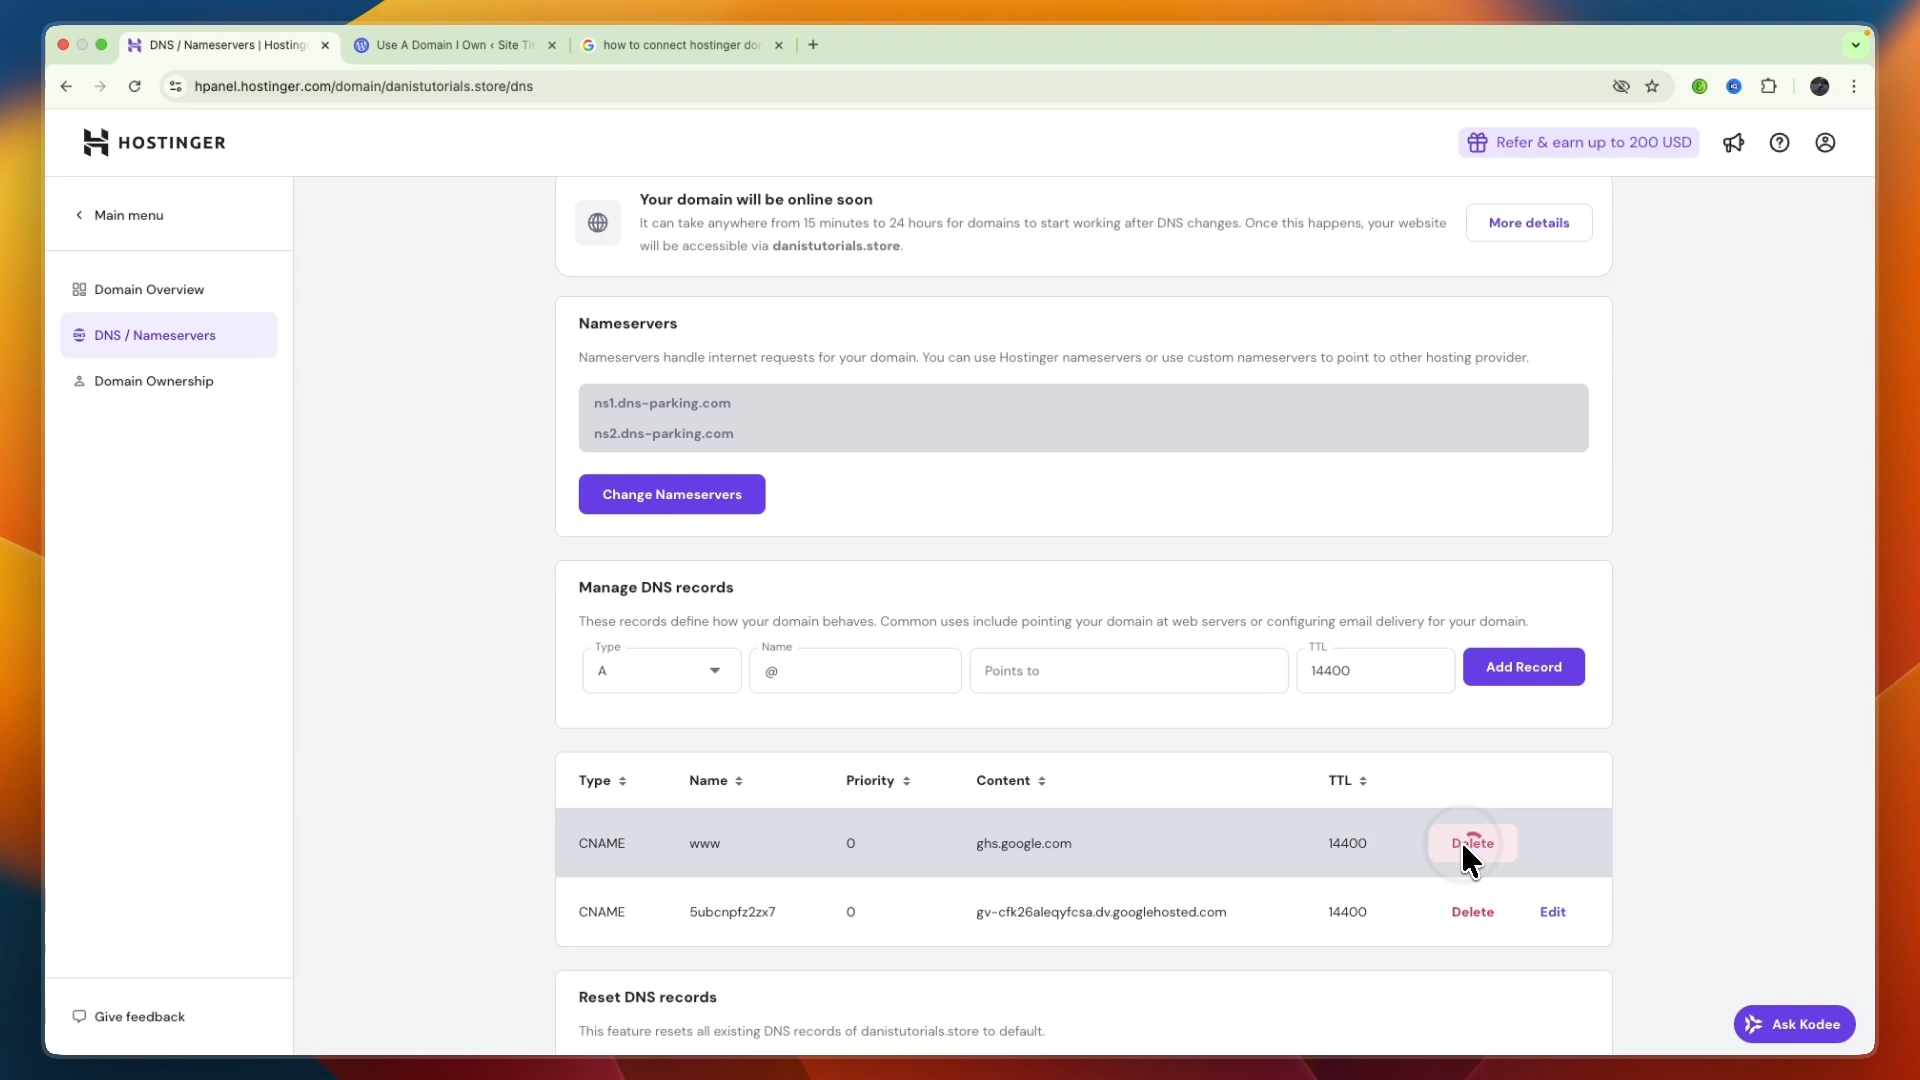 DNS / Nameservers | Hosting
Use A Domain I Own ‹ Site Tit
how to connect hostinger do
hpanel.hostinger.com/domain/danistutorials.store/dns
HOSTINGER
Refer & earn up to 200 USD
Main menu
Domain Overview
DNS / Nameservers
Domain Ownership
Give feedback
Your domain will be online soon
It can take anywhere from 15 minutes to 24 hours for domains to start working after DNS changes. Once this happens, your website
will be accessible via danistutorials.store.
More details
Nameservers
Nameservers handle internet requests for your domain. You can use Hostinger nameservers or use custom nameservers to point to other hosting provider.
ns1.dns-parking.com
ns2.dns-parking.com
Change Nameservers
Manage DNS records
These records define how your domain behaves. Common uses include pointing your domain at web servers or configuring email delivery for your domain.
Type Name TTL
A @ Points to 14400 Add Record
Type Name Priority Content TTL
CNAME www 0 ghs.google.com 14400 Delete
CNAME 5ubcnpfz2zx7 0 gv-cfk26aleqyfcsa.dv.googlehosted.com 14400 Delete Edit
Reset DNS records
This feature resets all existing DNS records of danistutorials.store to default.
Ask Kodee